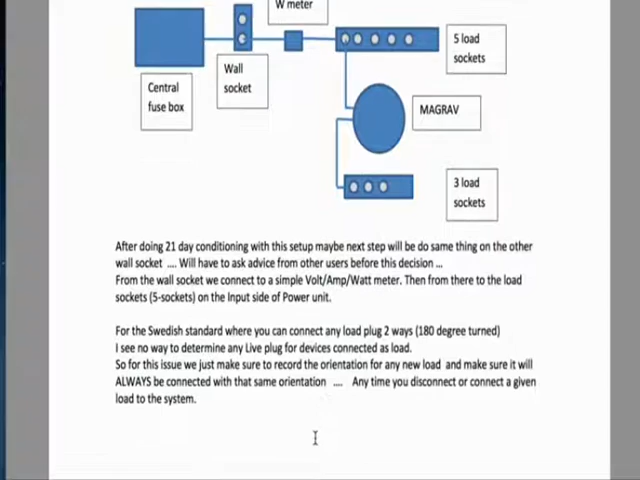 W meter
5 load
sockets
Wall
socket
Central
fuse box
MAGRAV
3 load
sockets
After doing 21 day conditioning with this setup maybe next step will be do same thing on the other
wall socket .... Will have to ask advice from other users before this decision ...
From the wall socket we connect to a simple Volt/Amp/Watt meter. Then from there to the load
sockets (5-sockets) on the Input side of Power unit.
For the Swedish standard where you can connect any load plug 2 ways (180 degree turned)
I see no way to determine any Live plug for devices connected as load.
So for this issue we just make sure to record the orientation for any new load and make sure it will
ALWAYS be connected with that same orientation .... Any time you disconnect or connect a given
load to the system.